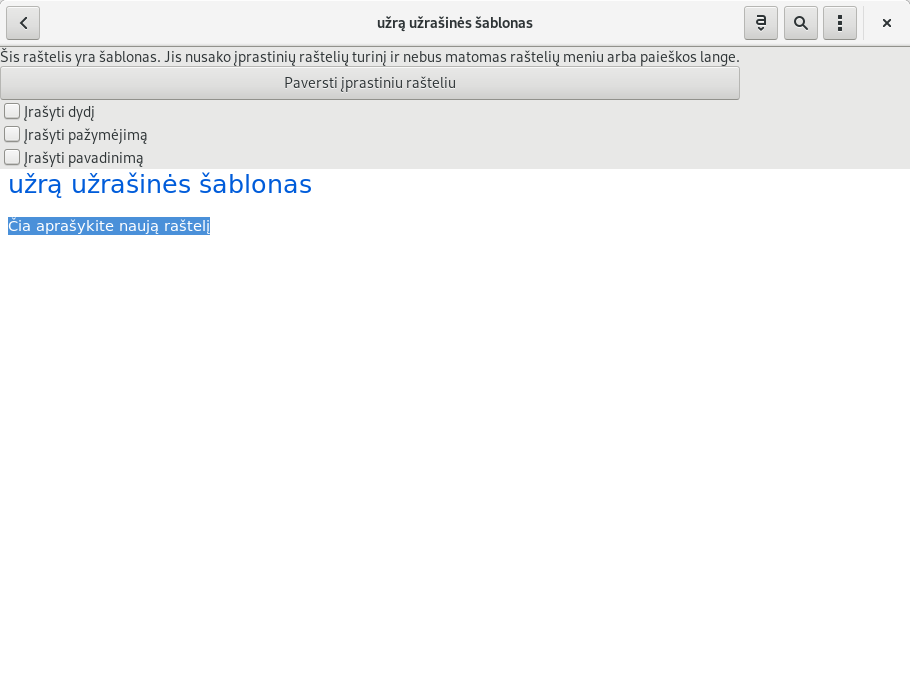 užrą užrašinės šablonas
a
Šis raštelis yra šablonas. Jis nusako įprastinių raštelių turinį ir nebus matomas raštelių meniu arba paieškos lange.
Paversti įprastiniu rašteliu
Įrašyti dydį
Įrašyti pažymėjimą
Įrašyti pavadinimą
užrą užrašinės šablonas
Čia aprašykite naują raštelį